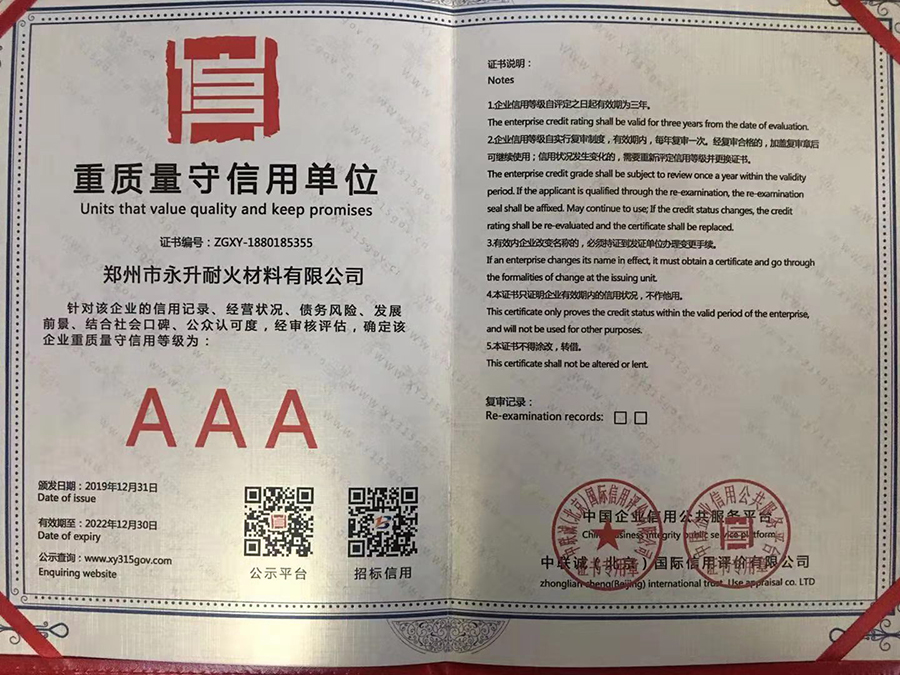 信
重质量守信用单位
Units that value quality and keep promises
证书编号：ZGXY-1880185355
郑州市永升耐火材料有限公司
针对该企业的信用记录、经营状况、债务风险、发展
前景、结合社会口碑、公众认可度，经审核评估，确定该
企业重质量守信用等级为：
AAA
颁发日期：2019年12月31日
Date of issue
有效期至：2022年12月30日
Date of expiry
公示查询：www.xy315gov.com
Enquiring website
公示平台
招标信用
证书说明：
Notes
1.企业信用等级自评定之日起有效期为三年。
The enterprise credit rating shall be valid for three years from the date of evaluation.
2.企业信用等级自实行复审制度，有效期内，每年复审一次。经复审合格的，加盖复审章后
可继续使用；信用状况发生变化的，需要重新评定信用等级并更换证书。
The enterprise credit grade shall be subject to review once a year within the validity
period. If the applicant is qualified through the re-examination, the re-examination
seal shall be affixed. May continue to use; If the credit status changes, the credit
rating shall be re-evaluated and the certificate shall be replaced.
3.有效内企业改变名称的，必须持证到发证单位办理变更手续。
If an enterprise changes its name in effect, it must obtain a certificate and go through
the formalities of change at the issuing unit.
4.本证书只证明企业有效期内的信用状况，不作他用。
This certificate only proves the credit status within the valid period of the enterprise,
and will not be used for other purposes.
5.本证书不得涂改，转借。
This certificate shall not be altered or lent.
复审记录：
Re-examination records: □ □
中国企业信用公共服务平台
China business integrity public service platform
中联诚（北京）国际信用评价有限公司
zhonglian cheng(Beijing) international trust Use appraisal co. LTD
证书专用章